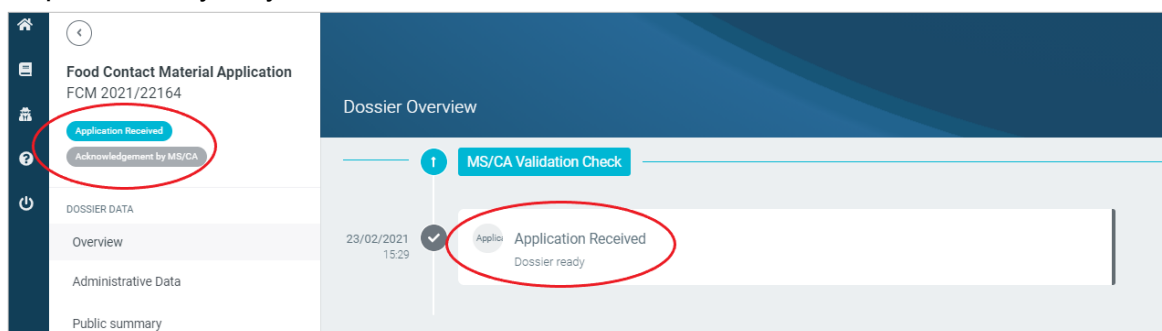 Food Contact Material Application
FCM 2021/22164
Application Received
Acknowledgement by MS/CA
DOSSIER DATA
Overview
Administrative Data
Public summary
Dossier Overview
MS/CA Validation Check
23/02/2021
15:29
Applic
Application Received
Dossier ready